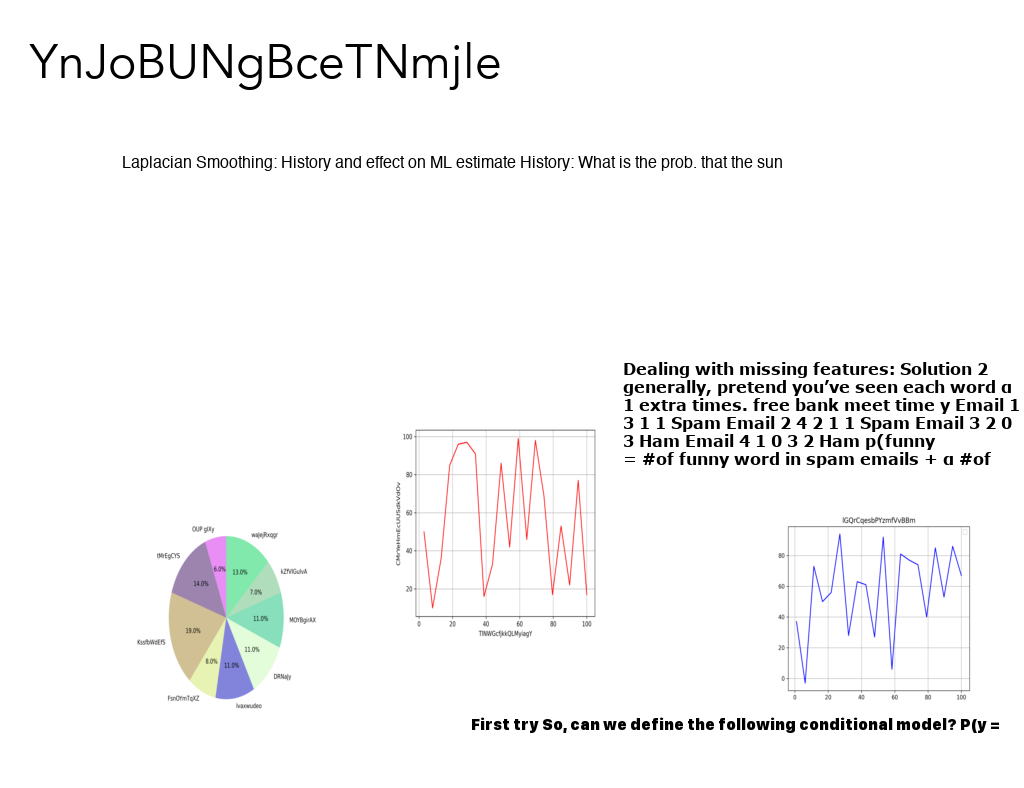 YnJoBUNgBceTNmjle
Laplacian Smoothing: History and effect on ML estimate History: What is the prob. that the sun
Dealing with missing features: Solution 2
generally, pretend you’ve seen each word α
1 extra times. free bank meet time y Email 1
3 1 1 Spam Email 2 4 2 1 1 Spam Email 3 2 0
3 Ham Email 4 1 0 3 2 Ham p(funny
= #of funny word in spam emails + α #of
100
80
60
40
20
0 20 40 60 80 100
TlNWGcfjkkQLMyiagY
OUP glXy
wajejRxqgr
tMrEgCYS
kZfVIGulvA
MOYBgirAX
KssfbWdEfS
DRNaJy
FsnOYmTqXZ
lvaxwudeo
6.0%
13.0%
14.0%
7.0%
11.0%
19.0%
11.0%
8.0%
11.0%
lGQrCqesbPYzmfVvBBm
80
60
40
20
0
0 20 40 60 80 100
First try So, can we define the following conditional model? P(y =